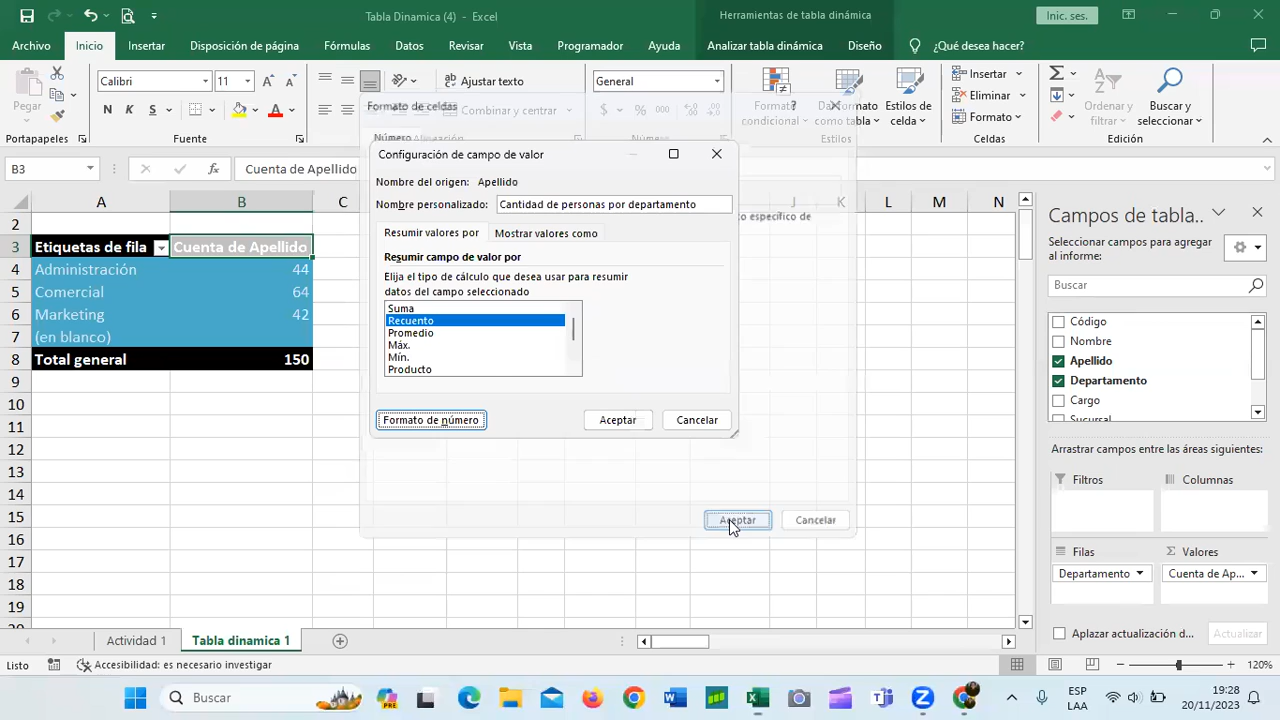 Tabla Dinamica (4) - Excel
Herramientas de tabla dinámica
Inic. ses.
Archivo
Inicio
Insertar
Disposición de página
Fórmulas
Datos
Revisar
Vista
Programador
Ayuda
Analizar tabla dinámica
Diseño
¿Qué desea hacer?
Pegar
Calibri
11
Ajustar texto
General
Insertar
Eliminar
Formato
N K S
Combinar y centrar
$ % 000
Formato condicional
Dar formato
tabla
Estilos de celda
Ordenar y filtrar
Buscar y seleccionar
Portapapeles
Fuente
Estilos
Celdas
Edición
Formato de celdas
Número Alineación
B3
Cuenta de Apellido
Configuración de campo de valor
Nombre del origen: Apellido
Nombre personalizado: Cantidad de personas por departamento
Resumir valores por
Mostrar valores como
Resumir campo de valor por
Elija el tipo de cálculo que desea usar para resumir
datos del campo seleccionado
Suma
Recuento
Promedio
Máx.
Mín.
Producto
Formato de número
Aceptar
Cancelar
específico de
Aceptar
Cancelar
A B C J K L M N
2
3 Etiquetas de fila Cuenta de Apellido
4 Administración 44
5 Comercial 64
6 Marketing 42
7 (en blanco)
8 Total general 150
9
10
11
12
13
14
15
16
17
18
19
Campos de tabla...
Seleccionar campos para agregar
al informe:
Buscar
Código
Nombre
Apellido
Departamento
Cargo
Sucursal
Arrastrar campos entre las áreas siguientes:
Filtros
Columnas
Filas
Valores
Departamento
Cuenta de Ap...
Aplazar actualización d...
Actualizar
Actividad 1
Tabla dinamica 1
Listo
Accesibilidad: es necesario investigar
120%
Buscar
PRE
ESP
LAA
19:28
20/11/2023